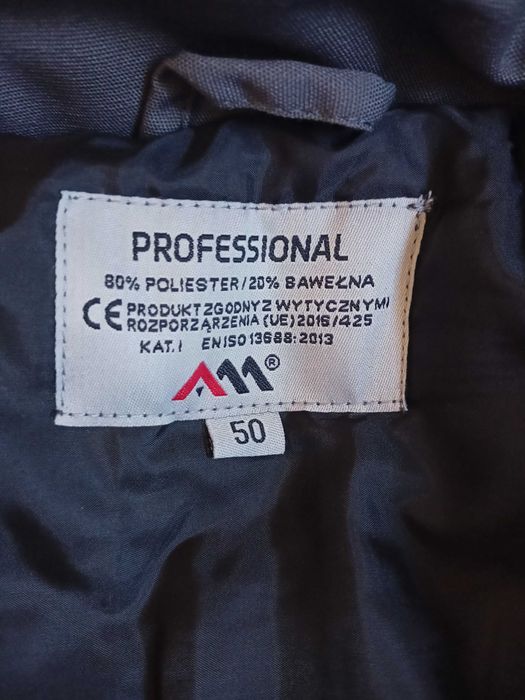 PROFESSIONAL
80% POLIESTER/20% BAWEŁNA
CE PRODUKT ZGODNY Z WYTYCZNYMI
ROZPORZĄRZENIA (UE) 2016/425
KAT. I EN ISO 13688:2013
AM®
50